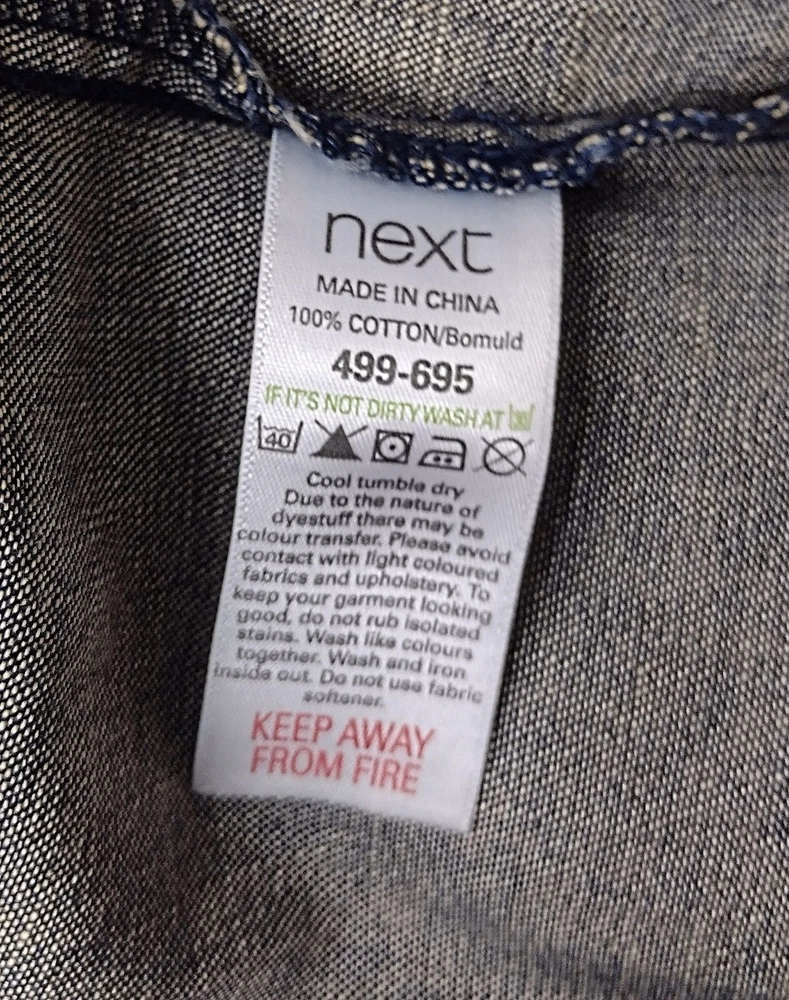 next
MADE IN CHINA
100% COTTON/Bomuld
499-695
IF IT'S NOT DIRTY WASH AT 30
40
Cool tumble dry
Due to the nature of
dyestuff there may be
colour transfer. Please avoid
contact with light coloured
fabrics and upholstery. To
keep your garment looking
good, do not rub isolated
stains. Wash like colours
together. Wash and iron
inside out. Do not use fabric
softener.
KEEP AWAY
FROM FIRE